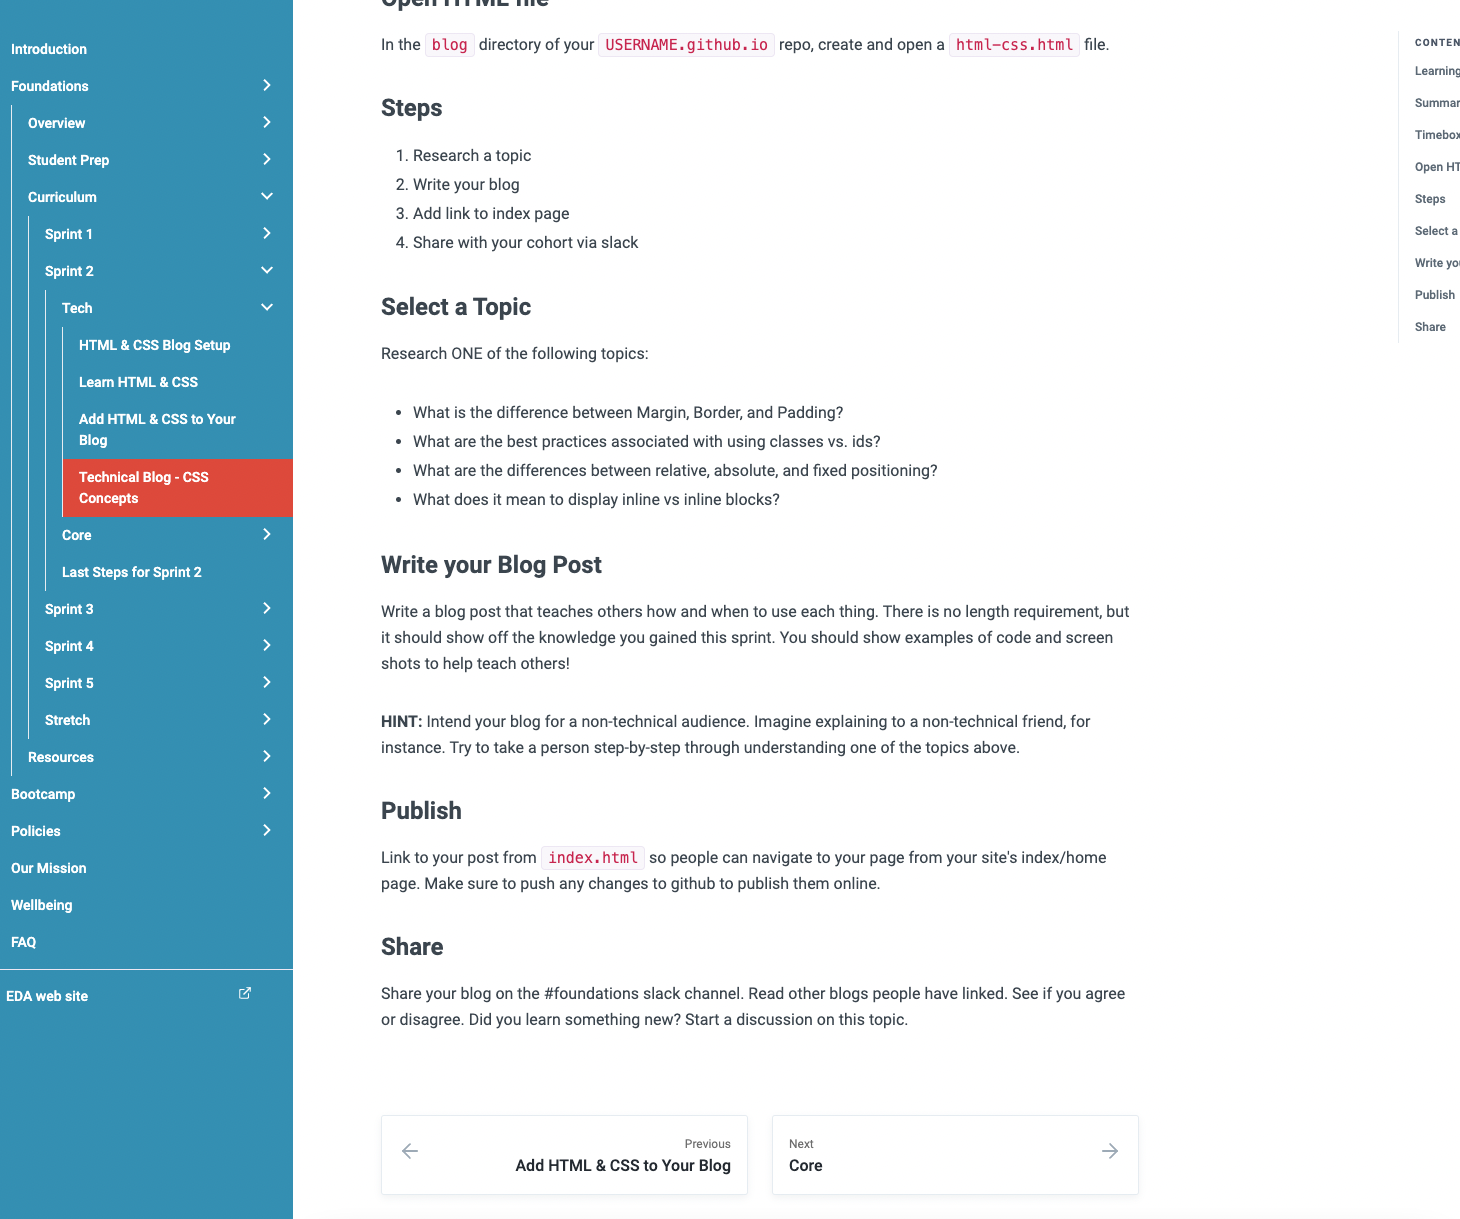 Introduction
Foundations
Overview
Student Prep
Curriculum
Sprint 1
Sprint 2
Tech
HTML & CSS Blog Setup
Learn HTML & CSS
Add HTML & CSS to Your
Blog
Technical Blog - CSS
Concepts
Core
Last Steps for Sprint 2
Sprint 3
Sprint 4
Sprint 5
Stretch
Resources
Bootcamp
Policies
Our Mission
Wellbeing
FAQ
EDA web site
Open HTML file
In the blog directory of your USERNAME.github.io repo, create and open a html-css.html file.
Steps
1. Research a topic
2. Write your blog
3. Add link to index page
4. Share with your cohort via slack
Select a Topic
Research ONE of the following topics:
• What is the difference between Margin, Border, and Padding?
• What are the best practices associated with using classes vs. ids?
• What are the differences between relative, absolute, and fixed positioning?
• What does it mean to display inline vs inline blocks?
Write your Blog Post
Write a blog post that teaches others how and when to use each thing. There is no length requirement, but
it should show off the knowledge you gained this sprint. You should show examples of code and screen
shots to help teach others!
HINT: Intend your blog for a non-technical audience. Imagine explaining to a non-technical friend, for
instance. Try to take a person step-by-step through understanding one of the topics above.
Publish
Link to your post from index.html so people can navigate to your page from your site's index/home
page. Make sure to push any changes to github to publish them online.
Share
Share your blog on the #foundations slack channel. Read other blogs people have linked. See if you agree
or disagree. Did you learn something new? Start a discussion on this topic.
Previous
Add HTML & CSS to Your Blog
Next
Core
CONTEN
Learning
Summar
Timebox
Open HT
Steps
Select a
Write you
Publish
Share